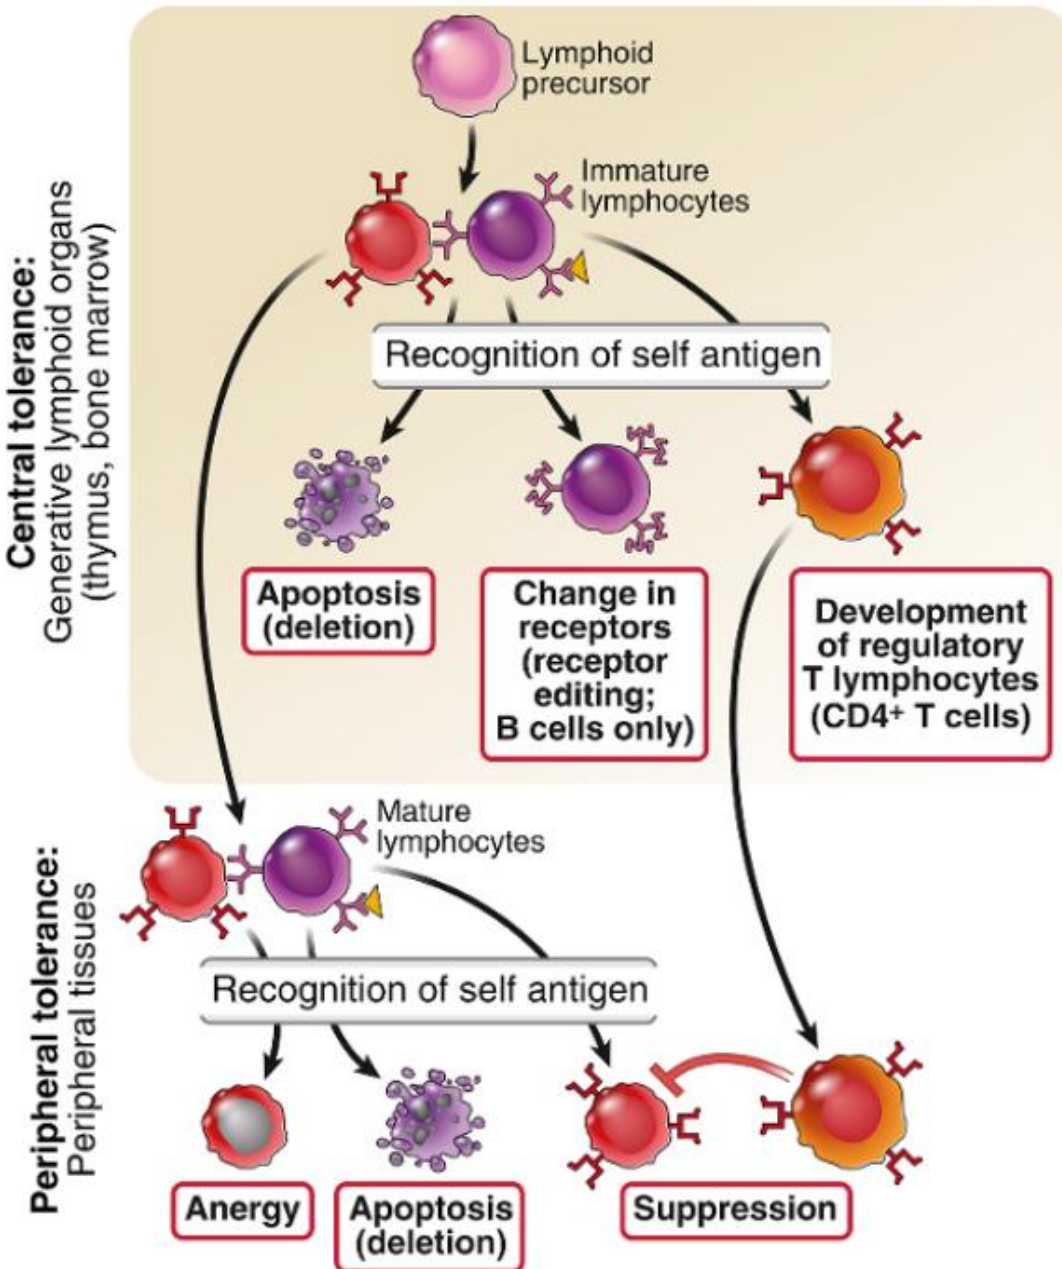 Lymphoid
precursor
Immature
lymphocytes
Central tolerance:
Generative lymphoid organs
(thymus, bone marrow)
Recognition of self antigen
Apoptosis
(deletion)
Change in
receptors
(receptor
editing;
B cells only)
Development
of regulatory
T lymphocytes
(CD4⁺ T cells)
Mature
lymphocytes
Peripheral tolerance:
Peripheral tissues
Recognition of self antigen
Anergy
Apoptosis
(deletion)
Suppression